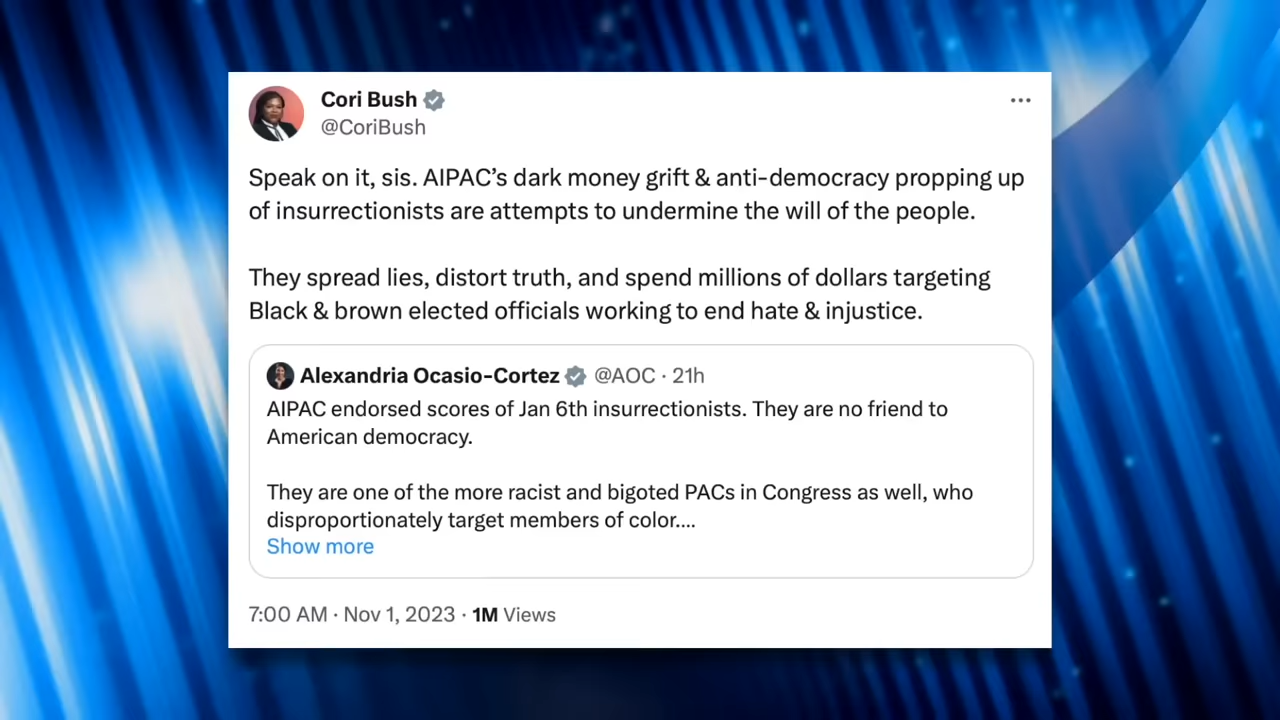 Cori Bush
@CoriBush
Speak on it, sis. AIPAC’s dark money grift & anti-democracy propping up
of insurrectionists are attempts to undermine the will of the people.
They spread lies, distort truth, and spend millions of dollars targeting
Black & brown elected officials working to end hate & injustice.
Alexandria Ocasio-Cortez @AOC · 21h
AIPAC endorsed scores of Jan 6th insurrectionists. They are no friend to
American democracy.
They are one of the more racist and bigoted PACs in Congress as well, who
disproportionately target members of color....
Show more
7:00 AM · Nov 1, 2023 · 1M Views